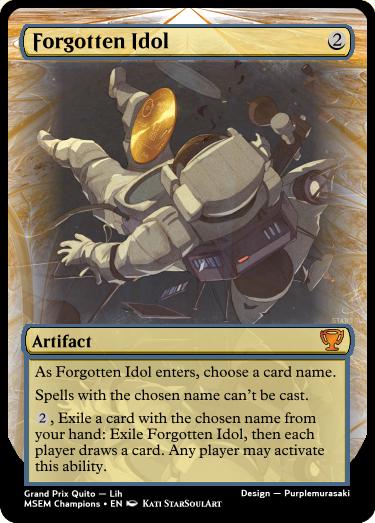 Forgotten Idol 2
Artifact
As Forgotten Idol enters, choose a card name.
Spells with the chosen name can't be cast.
2, Exile a card with the chosen name from
your hand: Exile Forgotten Idol, then each
player draws a card. Any player may activate
this ability.
Grand Prix Quito — Lih
Design — Purplemurasaki
MSEM Champions • EN Kati StarSoulArt